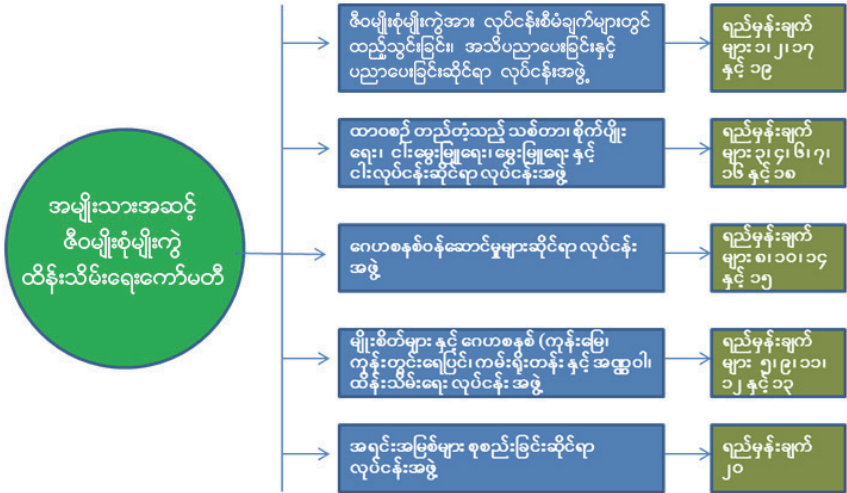 အမျိုးသားအဆင့်
ဇီဝမျိုးစုံမျိုးကွဲ
ထိန်းသိမ်းရေးကော်မတီ
ဇီဝမျိုးစုံမျိုးကွဲအား လုပ်ငန်းစီမံချက်များတွင်
ထည့်သွင်းခြင်း၊ အသိပညာပေးခြင်းနှင့်
ပညာပေးခြင်းဆိုင်ရာ လုပ်ငန်းအဖွဲ့
ရည်မှန်းချက်
များ ၁၊ ၂၊ ၁၇
နှင့် ၁၉
ထာဝစဉ် တည်တံ့သည့် သစ်တော၊ စိုက်ပျိုး
ရေး၊ ငါးမွေးမြူရေး၊ မွေးမြူရေး နှင့်
ငါးလုပ်ငန်းဆိုင်ရာ လုပ်ငန်းအဖွဲ့
ရည်မှန်းချက်
များ ၃၊ ၄၊ ၆၊ ၇၊
၁၆ နှင့် ၁၈
ဂေဟစနစ်ဝန်ဆောင်မှုများဆိုင်ရာ လုပ်ငန်း
အဖွဲ့
ရည်မှန်းချက်
များ ၈၊ ၁၀၊ ၁၄
နှင့် ၁၅
မျိုးစိတ်များ နှင့် ဂေဟစနစ် (ကုန်းမြေ၊
ကုန်းတွင်းရေပြင်၊ ကမ်းရိုးတန်း နှင့် အဏ္ဏဝါ၊
ထိန်းသိမ်းရေး လုပ်ငန်း အဖွဲ့
ရည်မှန်းချက်
များ ၅၊ ၉၊ ၁၁၊
၁၂ နှင့် ၁၃
အရင်းအမြစ်များ စုစည်းခြင်းဆိုင်ရာ
လုပ်ငန်းအဖွဲ့
ရည်မှန်းချက်
၂၀